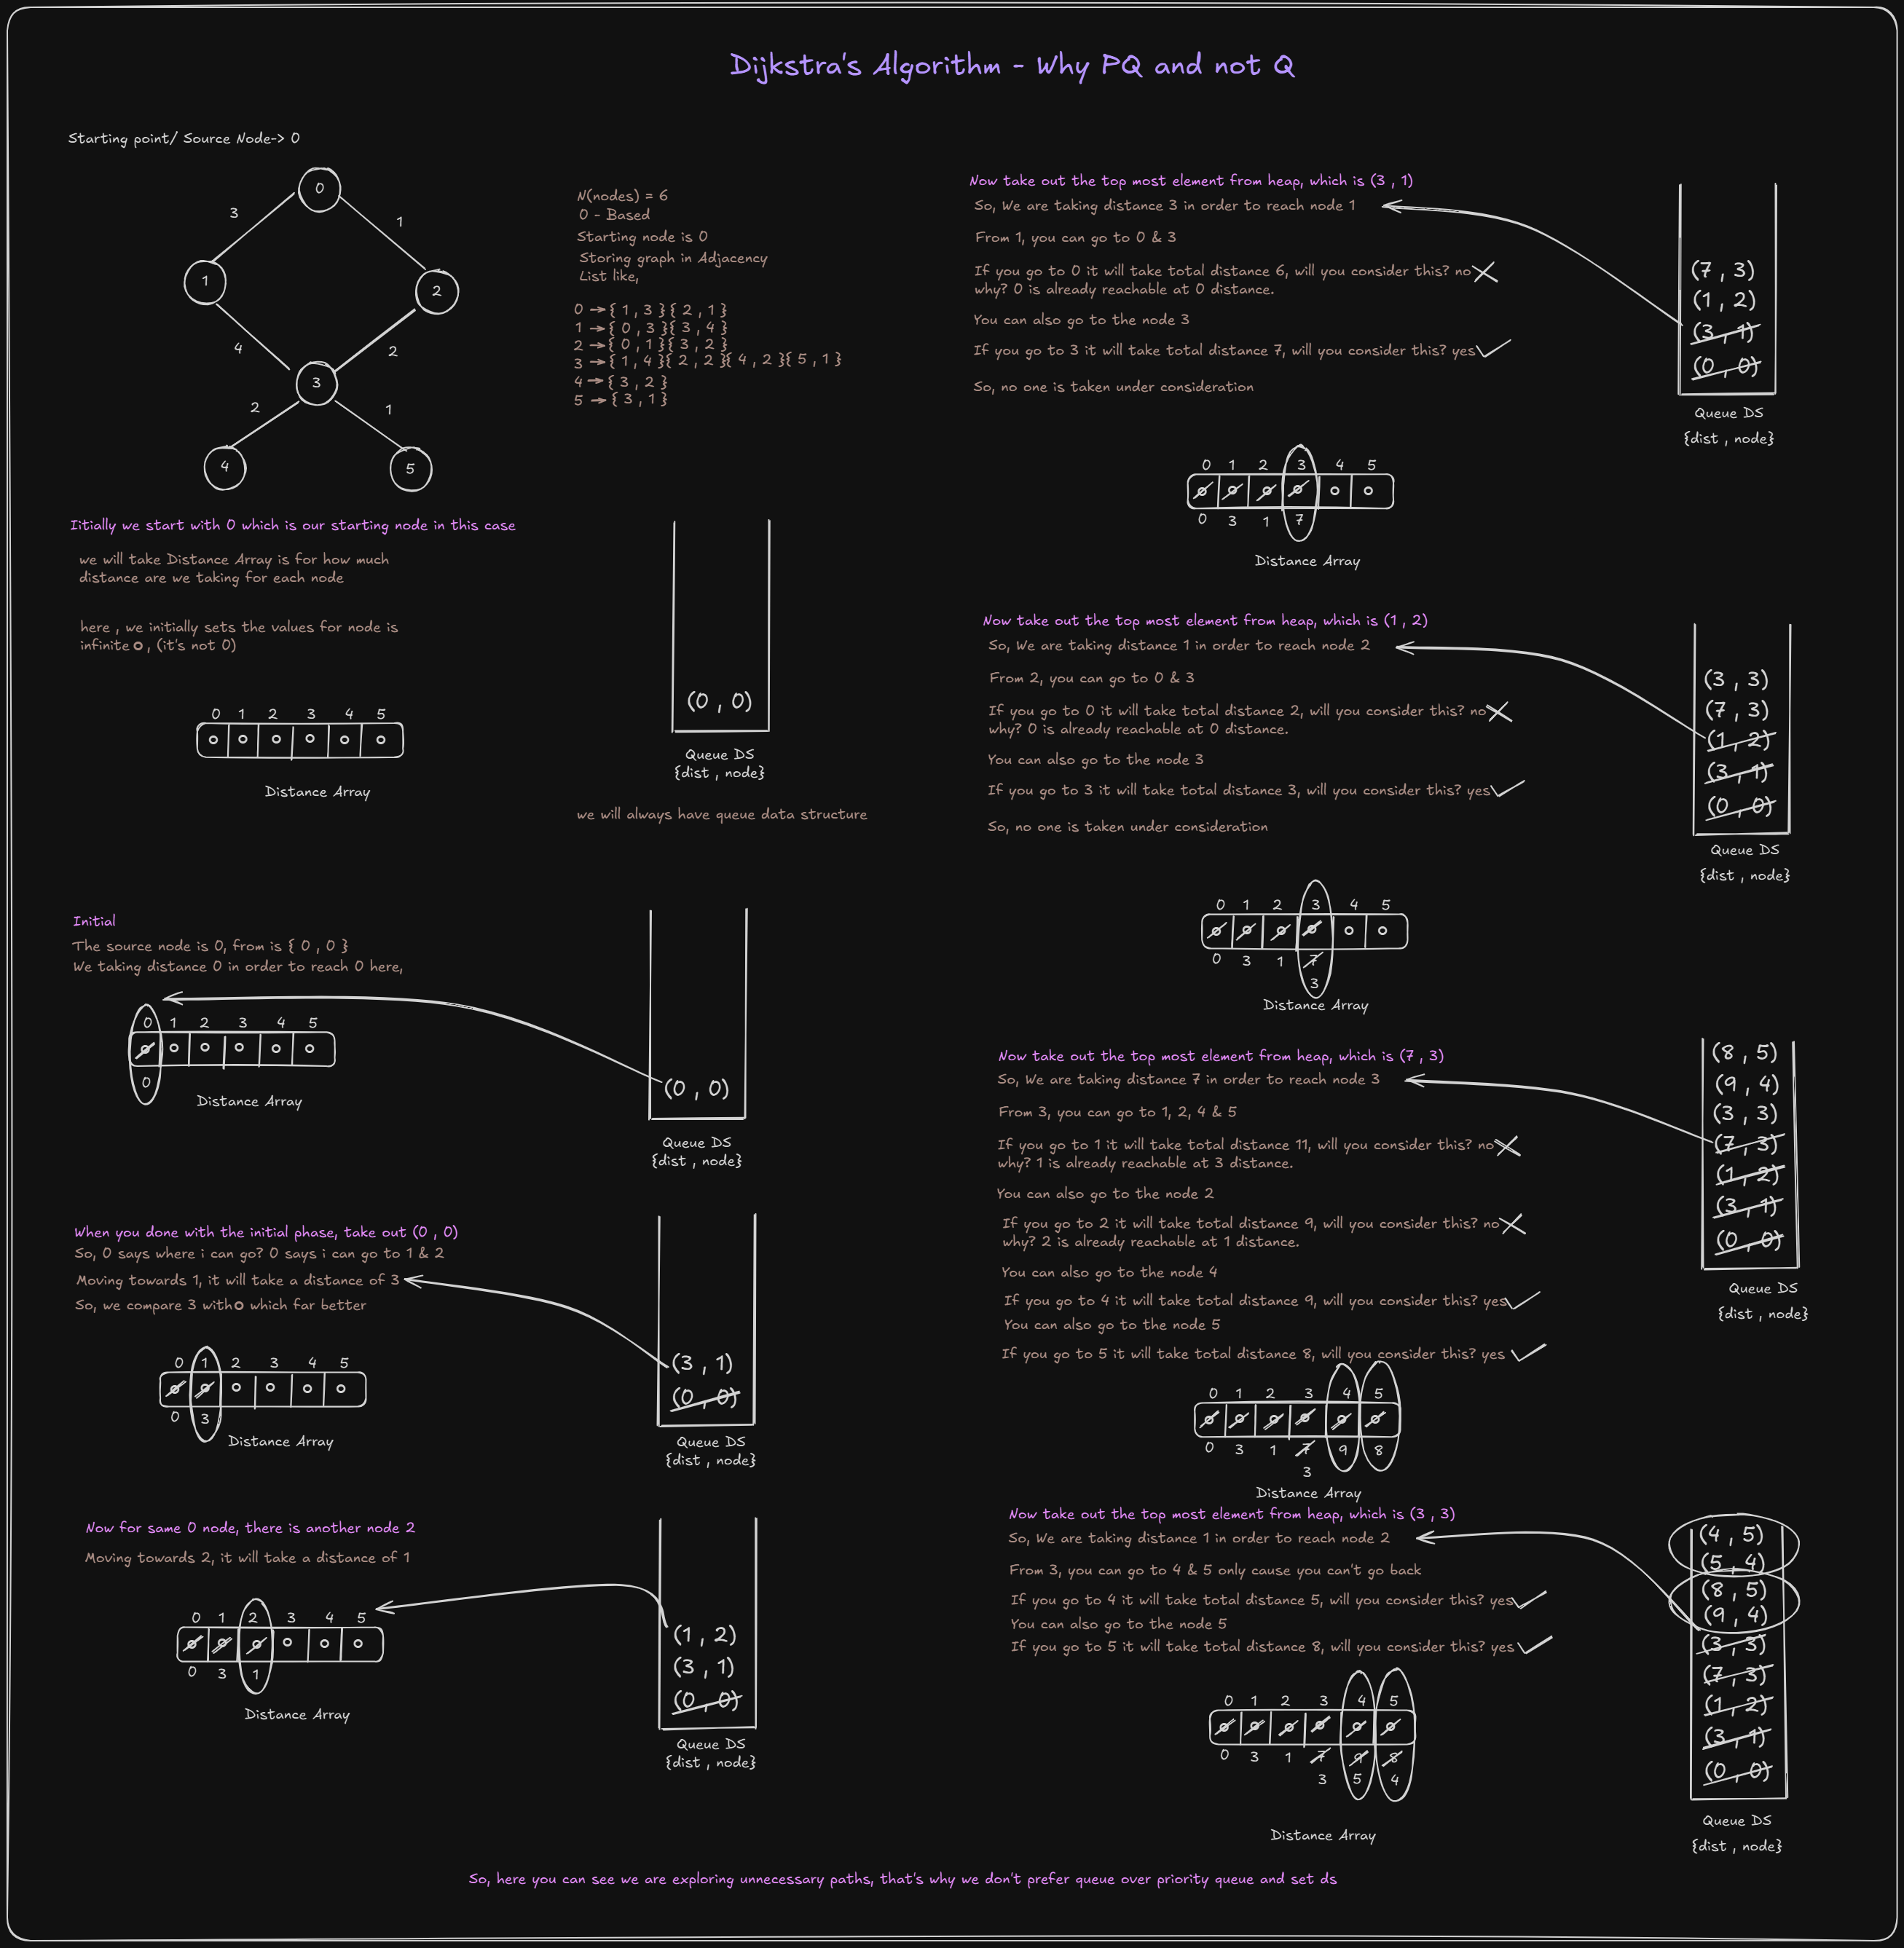 Dijkstra's Algorithm - Why PQ and not Q
Starting point/ Source Node-> 0
0
3
1
1
2
4
2
3
2
1
4
5
N(nodes) = 6
0 - Based
Starting node is 0
Storing graph in Adjacency
List like,
0 → { 1 , 3 }{ 2 , 1 }
1 → { 0 , 3 }{ 3 , 4 }
2 → { 0 , 1 }{ 3 , 2 }
3 → { 1 , 4 }{ 2 , 2 }{ 4 , 2 }{ 5 , 1 }
4 → { 3 , 2 }
5 → { 3 , 1 }
Iitially we start with 0 which is our starting node in this case
we will take Distance Array is for how much
distance are we taking for each node
here , we initially sets the values for node is
infinite o , (it's not 0)
0 1 2 3 4 5
o o o o o o
Distance Array
(0 , 0)
Queue DS
{dist , node}
we will always have queue data structure
Initial
The source node is 0, from is { 0 , 0 }
We taking distance 0 in order to reach 0 here,
0 1 2 3 4 5
o o o o o o
0
Distance Array
(0 , 0)
Queue DS
{dist , node}
When you done with the initial phase, take out (0 , 0)
So, 0 says where i can go? 0 says i can go to 1 & 2
Moving towards 1, it will take a distance of 3
So, we compare 3 with o which far better
0 1 2 3 4 5
o o o o o o
0 3
Distance Array
(3 , 1)
(0 , 0)
Queue DS
{dist , node}
Now for same 0 node, there is another node 2
Moving towards 2, it will take a distance of 1
0 1 2 3 4 5
o o o o o o
0 3 1
Distance Array
(1 , 2)
(3 , 1)
(0 , 0)
Queue DS
{dist , node}
Now take out the top most element from heap, which is (3 , 1)
So, We are taking distance 3 in order to reach node 1
From 1, you can go to 0 & 3
If you go to 0 it will take total distance 6, will you consider this? no
why? 0 is already reachable at 0 distance.
You can also go to the node 3
If you go to 3 it will take total distance 7, will you consider this? yes
So, no one is taken under consideration
0 1 2 3 4 5
o o o o o o
0 3 1 7
Distance Array
(7 , 3)
(1 , 2)
(3 , 1)
(0 , 0)
Queue DS
{dist , node}
Now take out the top most element from heap, which is (1 , 2)
So, We are taking distance 1 in order to reach node 2
From 2, you can go to 0 & 3
If you go to 0 it will take total distance 2, will you consider this? no
why? 0 is already reachable at 0 distance.
You can also go to the node 3
If you go to 3 it will take total distance 3, will you consider this? yes
So, no one is taken under consideration
0 1 2 3 4 5
o o o o o o
0 3 1 7
3
Distance Array
(3 , 3)
(7 , 3)
(1 , 2)
(3 , 1)
(0 , 0)
Queue DS
{dist , node}
Now take out the top most element from heap, which is (7 , 3)
So, We are taking distance 7 in order to reach node 3
From 3, you can go to 1, 2, 4 & 5
If you go to 1 it will take total distance 11, will you consider this? no
why? 1 is already reachable at 3 distance.
You can also go to the node 2
If you go to 2 it will take total distance 9, will you consider this? no
why? 2 is already reachable at 1 distance.
You can also go to the node 4
If you go to 4 it will take total distance 9, will you consider this? yes
You can also go to the node 5
If you go to 5 it will take total distance 8, will you consider this? yes
0 1 2 3 4 5
o o o o o o
0 3 1 7 9 8
3
Distance Array
(8 , 5)
(9 , 4)
(3 , 3)
(7 , 3)
(1 , 2)
(3 , 1)
(0 , 0)
Queue DS
{dist , node}
Now take out the top most element from heap, which is (3 , 3)
So, We are taking distance 1 in order to reach node 2
From 3, you can go to 4 & 5 only cause you can't go back
If you go to 4 it will take total distance 5, will you consider this? yes
You can also go to the node 5
If you go to 5 it will take total distance 8, will you consider this? yes
0 1 2 3 4 5
o o o o o o
0 3 1 7 9 8
3 5 4
Distance Array
(4 , 5)
(5 , 4)
(8 , 5)
(9 , 4)
(3 , 3)
(7 , 3)
(1 , 2)
(3 , 1)
(0 , 0)
Queue DS
{dist , node}
So, here you can see we are exploring unnecessary paths, that's why we don't prefer queue over priority queue and set ds